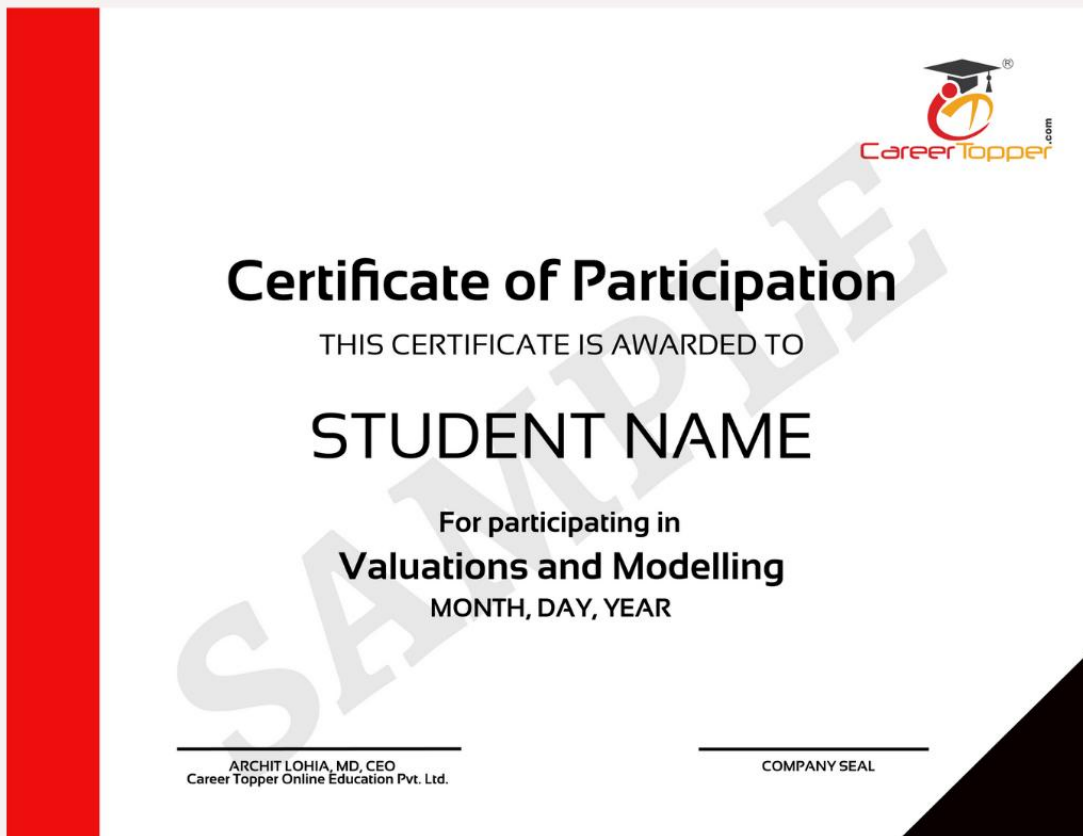 ®
CareerTopper.com
Certificate of Participation
THIS CERTIFICATE IS AWARDED TO
STUDENT NAME
For participating in
Valuations and Modelling
MONTH, DAY, YEAR
SAMPLE
ARCHIT LOHIA, MD, CEO
Career Topper Online Education Pvt. Ltd.
COMPANY SEAL